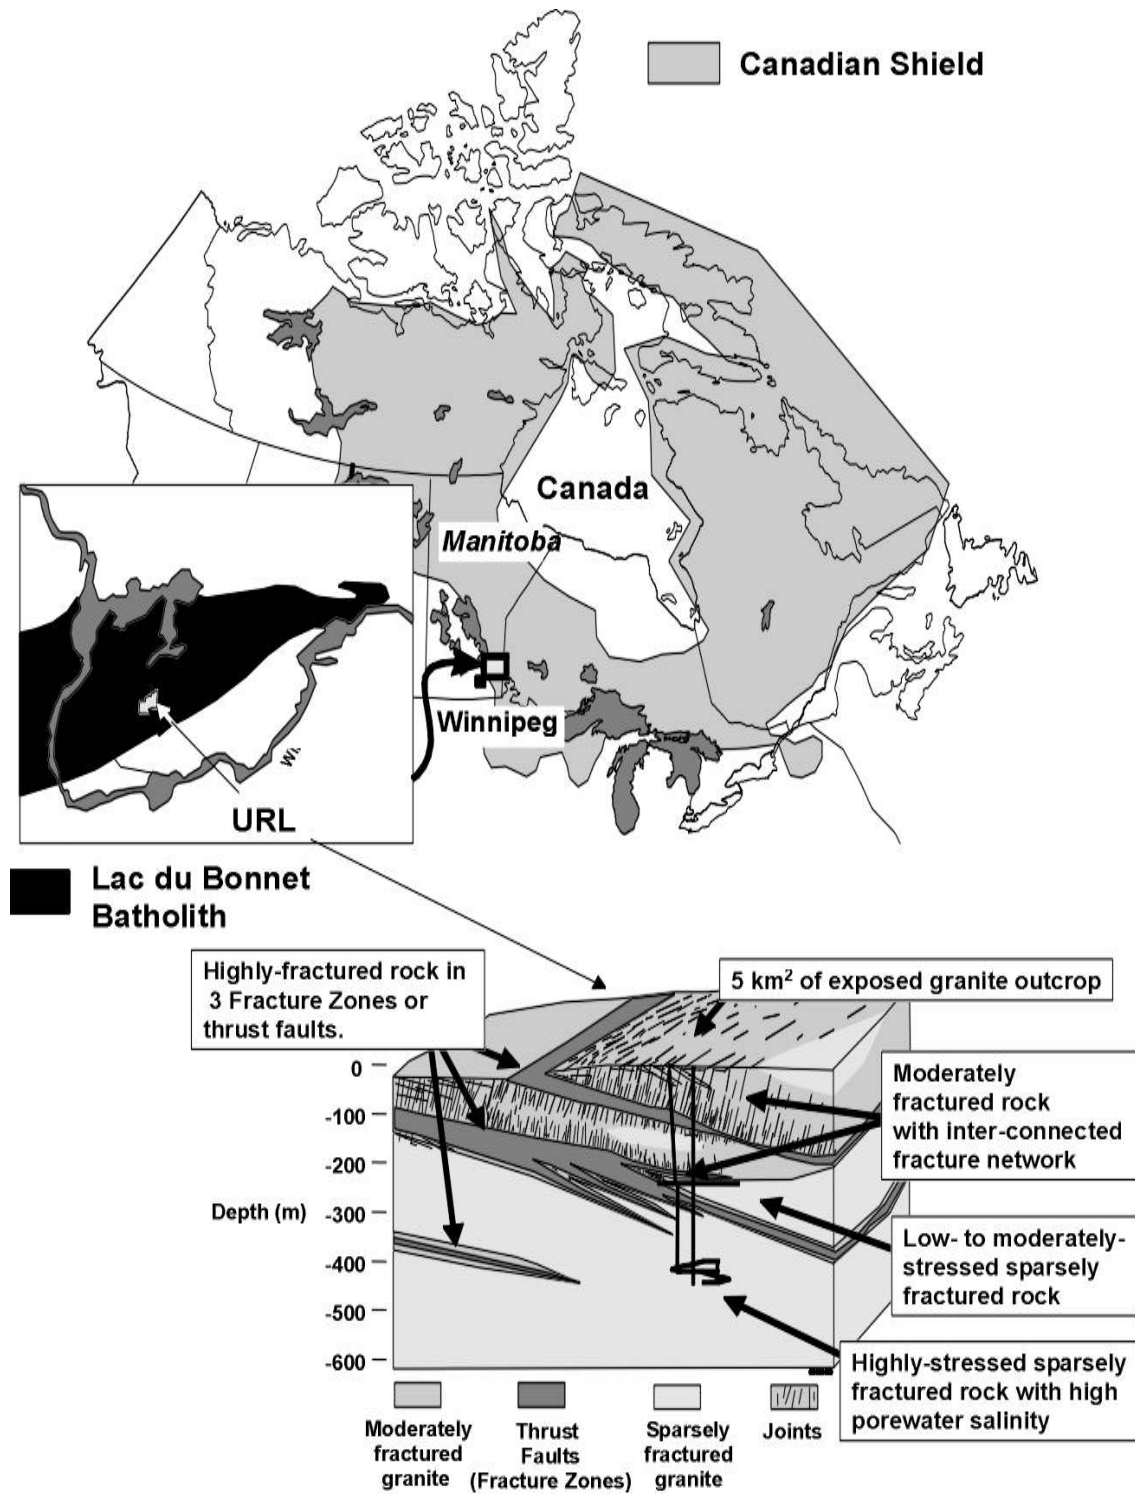 Canadian Shield
Canada
Manitoba
Winnipeg
Wi.
URL
Lac du Bonnet
Batholith
Highly-fractured rock in
3 Fracture Zones or
thrust faults.
5 km² of exposed granite outcrop
Moderately
fractured rock
with inter-connected
fracture network
Low- to moderately-
stressed sparsely
fractured rock
Highly-stressed sparsely
fractured rock with high
porewater salinity
Depth (m)
0
-100
-200
-300
-400
-500
-600
Moderately
fractured
granite
Thrust
Faults
(Fracture Zones)
Sparsely
fractured
granite
Joints